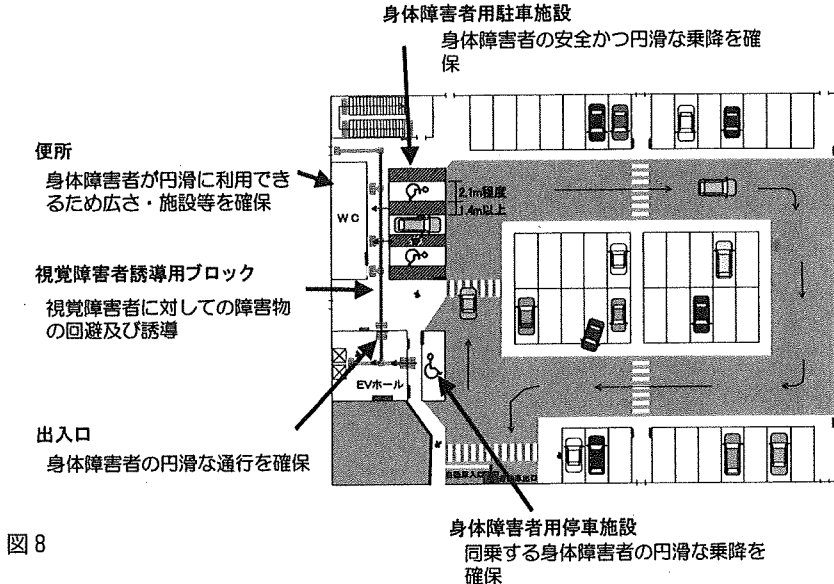 身体障害者用駐車施設
身体障害者の安全かつ円滑な乗降を確
保
便所
身体障害者が円滑に利用でき
るため広さ・施設等を確保
WC
2.1m程度
1.4m以上
視覚障害者誘導用ブロック
視覚障害者に対しての障害物
の回避及び誘導
EVホール
出入口
身体障害者の円滑な通行を確保
身体障害者用停車施設
同乗する身体障害者の円滑な乗降を
確保
図8